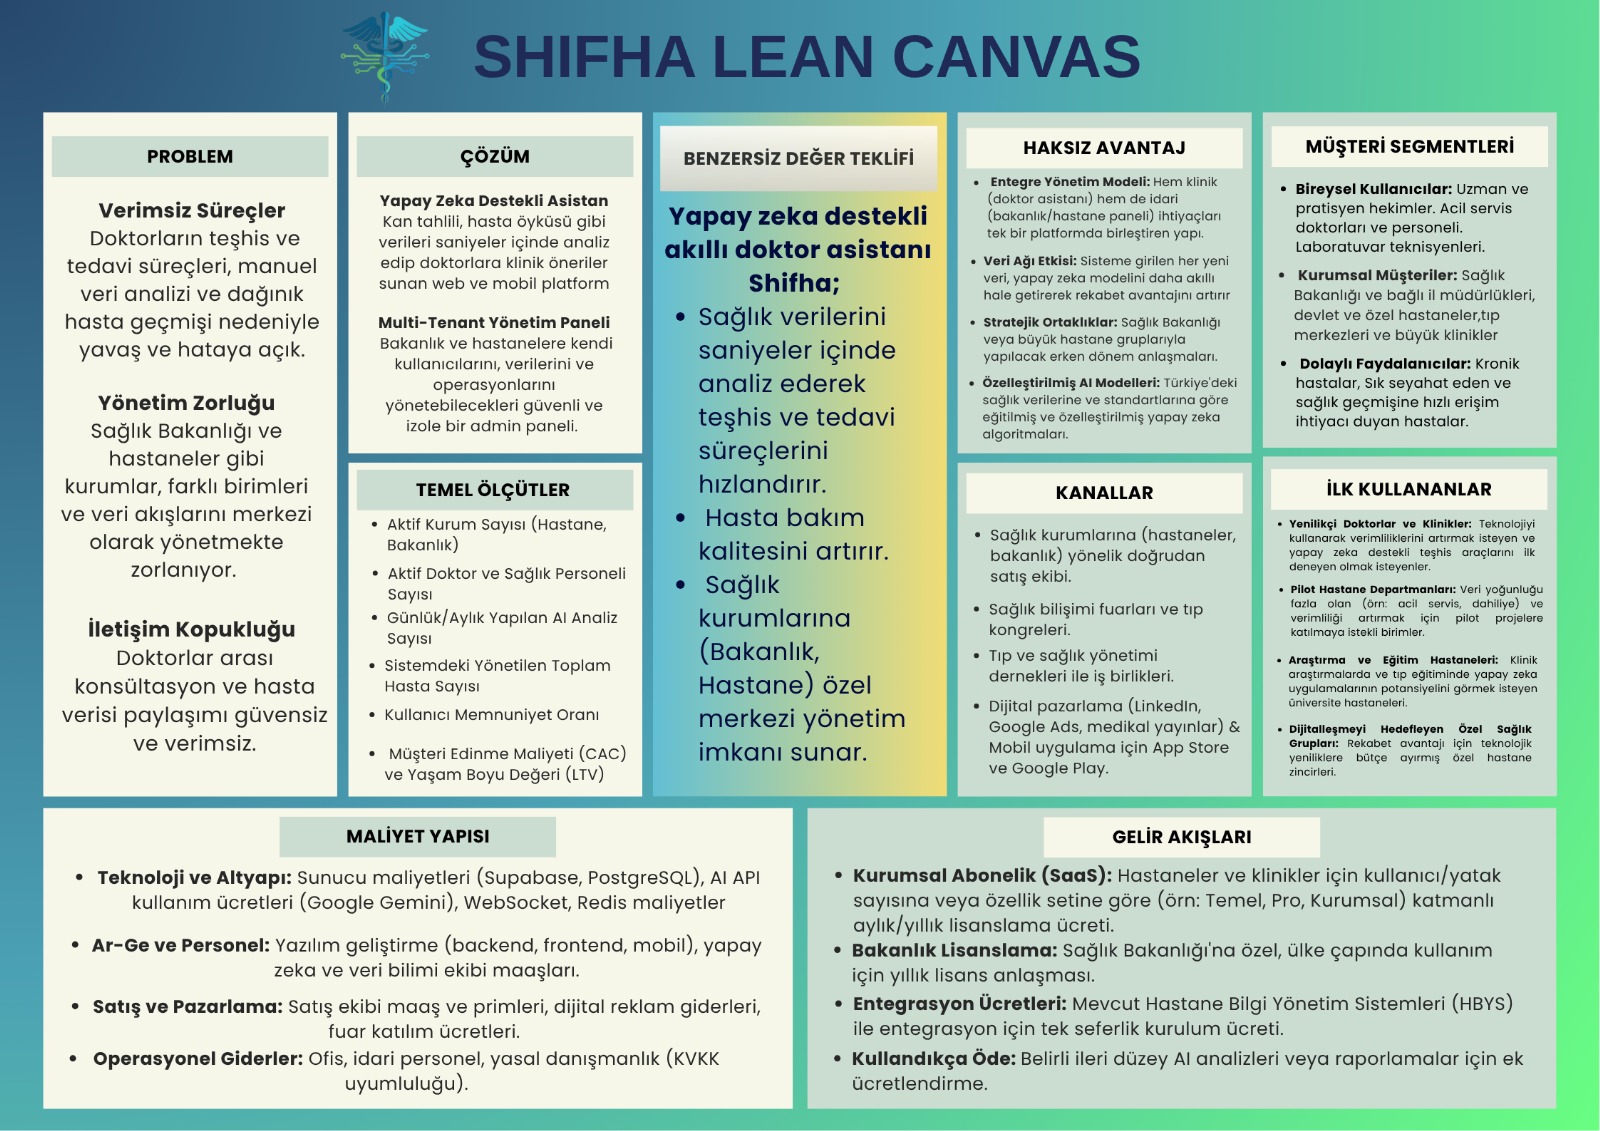 SHIFHA LEAN CANVAS
PROBLEM
Verimsiz Süreçler
Doktorların teşhis ve
tedavi süreçleri, manuel
veri analizi ve dağınık
hasta geçmişi nedeniyle
yavaş ve hataya açık.
Yönetim Zorluğu
Sağlık Bakanlığı ve
hastaneler gibi
kurumlar, farklı birimleri
ve veri akışlarını merkezi
olarak yönetmekte
zorlanıyor.
İletişim Kopukluğu
Doktorlar arası
konsültasyon ve hasta
verisi paylaşımı güvensiz
ve verimsiz.
ÇÖZÜM
Yapay Zeka Destekli Asistan
Kan tahlili, hasta öyküsü gibi
verileri saniyeler içinde analiz
edip doktorlara klinik öneriler
sunan web ve mobil platform
Multi-Tenant Yönetim Paneli
Bakanlık ve hastanelere kendi
kullanıcılarını, verilerini ve
operasyonlarını
yönetebilecekleri güvenli ve
izole bir admin paneli.
TEMEL ÖLÇÜTLER
• Aktif Kurum Sayısı (Hastane,
Bakanlık)
• Aktif Doktor ve Sağlık Personeli
Sayısı
• Günlük/Aylık Yapılan AI Analiz
Sayısı
• Sistemdeki Yönetilen Toplam
Hasta Sayısı
• Kullanıcı Memnuniyet Oranı
• Müşteri Edinme Maliyeti (CAC)
ve Yaşam Boyu Değeri (LTV)
BENZERSİZ DEĞER TEKLİFİ
Yapay zeka destekli
akıllı doktor asistanı
Shifha;
• Sağlık verilerini
saniyeler içinde
analiz ederek
teşhis ve tedavi
süreçlerini
hızlandırır.
• Hasta bakım
kalitesini artırır.
• Sağlık
kurumlarına
(Bakanlık,
Hastane) özel
merkezi yönetim
imkanı sunar.
HAKSIZ AVANTAJ
• Entegre Yönetim Modeli: Hem klinik
(doktor asistanı) hem de idari
(bakanlık/hastane paneli) ihtiyaçları
tek bir platformda birleştiren yapı.
• Veri Ağı Etkisi: Sisteme girilen her yeni
veri, yapay zeka modelini daha akıllı
hale getirerek rekabet avantajını artırır
• Stratejik Ortaklıklar: Sağlık Bakanlığı
veya büyük hastane gruplarıyla
yapılacak erken dönem anlaşmaları.
• Özelleştirilmiş AI Modelleri: Türkiye'deki
sağlık verilerine ve standartlarına göre
eğitilmiş ve özelleştirilmiş yapay zeka
algoritmaları.
KANALLAR
• Sağlık kurumlarına (hastaneler,
bakanlık) yönelik doğrudan
satış ekibi.
• Sağlık bilişimi fuarları ve tıp
kongreleri.
• Tıp ve sağlık yönetimi
dernekleri ile iş birlikleri.
• Dijital pazarlama (LinkedIn,
Google Ads, medikal yayınlar) &
Mobil uygulama için App Store
ve Google Play.
MÜŞTERİ SEGMENTLERİ
• Bireysel Kullanıcılar: Uzman ve
pratisyen hekimler. Acil servis
doktorları ve personeli.
Laboratuvar teknisyenleri.
• Kurumsal Müşteriler: Sağlık
Bakanlığı ve bağlı il müdürlükleri,
devlet ve özel hastaneler,tıp
merkezleri ve büyük klinikler
• Dolaylı Faydalanıcılar: Kronik
hastalar, Sık seyahat eden ve
sağlık geçmişine hızlı erişim
ihtiyacı duyan hastalar.
İLK KULLANANLAR
• Yenilikçi Doktorlar ve Klinikler: Teknolojiyi
kullanarak verimliliklerini artırmak isteyen ve
yapay zeka destekli teşhis araçlarını ilk
deneyen olmak isteyenler.
• Pilot Hastane Departmanları: Veri yoğunluğu
fazla olan (örn: acil servis, dahiliye) ve
verimliliği artırmak için pilot projelere
katılmaya istekli birimler.
• Araştırma ve Eğitim Hastaneleri: Klinik
araştırmalarda ve tıp eğitiminde yapay zeka
uygulamalarının potansiyelini görmek isteyen
üniversite hastaneleri.
• Dijitalleşmeyi Hedefleyen Özel Sağlık
Grupları: Rekabet avantajı için teknolojik
yeniliklere bütçe ayırmış özel hastane
zincirleri.
MALİYET YAPISI
• Teknoloji ve Altyapı: Sunucu maliyetleri (Supabase, PostgreSQL), AI API
kullanım ücretleri (Google Gemini), WebSocket, Redis maliyetler
• Ar-Ge ve Personel: Yazılım geliştirme (backend, frontend, mobil), yapay
zeka ve veri bilimi ekibi maaşları.
• Satış ve Pazarlama: Satış ekibi maaş ve primleri, dijital reklam giderleri,
fuar katılım ücretleri.
• Operasyonel Giderler: Ofis, idari personel, yasal danışmanlık (KVKK
uyumluluğu).
GELİR AKIŞLARI
• Kurumsal Abonelik (SaaS): Hastaneler ve klinikler için kullanıcı/yatak
sayısına veya özellik setine göre (örn: Temel, Pro, Kurumsal) katmanlı
aylık/yıllık lisanslama ücreti.
• Bakanlık Lisanslama: Sağlık Bakanlığı'na özel, ülke çapında kullanım
için yıllık lisans anlaşması.
• Entegrasyon Ücretleri: Mevcut Hastane Bilgi Yönetim Sistemleri (HBYS)
ile entegrasyon için tek seferlik kurulum ücreti.
• Kullandıkça Öde: Belirli ileri düzey AI analizleri veya raporlamalar için ek
ücretlendirme.